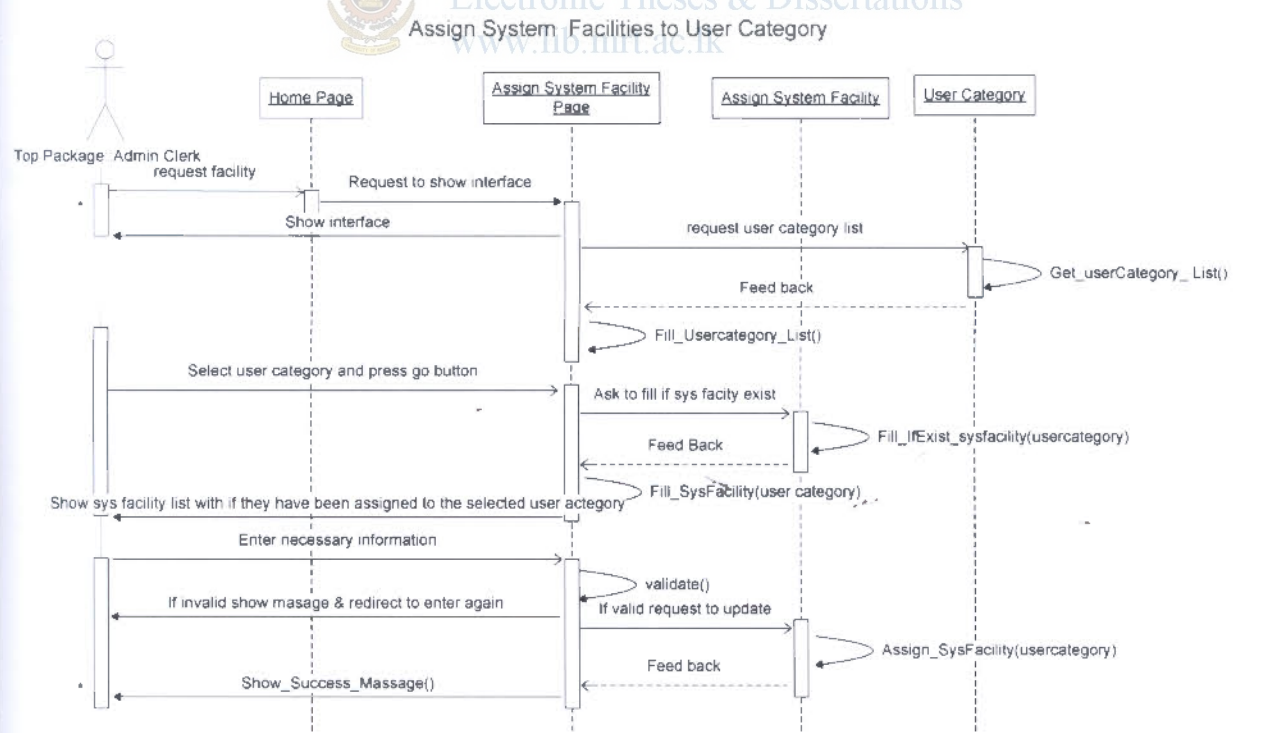 Electronic Theses & Dissertations
www.lib.mrt.ac.lk
Assign System Facilities to User Category
Home Page
Assign System Facility
Page
Assign System Facility
User Category
Top Package Admin Clerk
request facility
Request to show interface
Show interface
request user category list
Get_userCategory_ List()
Feed back
Fill_Usercategory_List()
Select user category and press go button
Ask to fill if sys facity exist
Fill_IfExist_sysfacility(usercategory)
Feed Back
Fill_SysFacility(user category)
Show sys facility list with if they have been assigned to the selected user actegory
Enter necessary information
validate()
If invalid show masage & redirect to enter again
If valid request to update
Assign_SysFacility(usercategory)
Feed back
Show_Success_Massage()